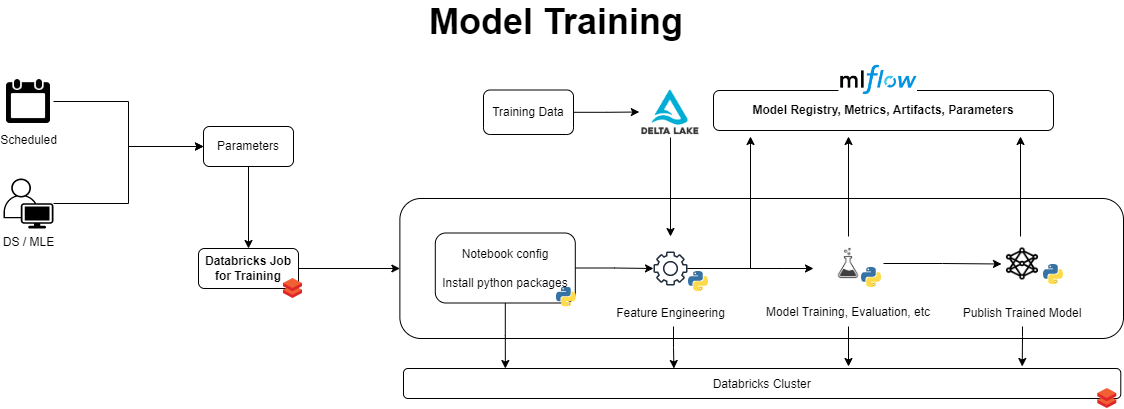 Model Training
Scheduled
DS / MLE
Parameters
Databricks Job
for Training
Training Data
DELTA LAKE
mlflow
Model Registry, Metrics, Artifacts, Parameters
Notebook config
Install python packages
Feature Engineering
Model Training, Evaluation, etc
Publish Trained Model
Databricks Cluster